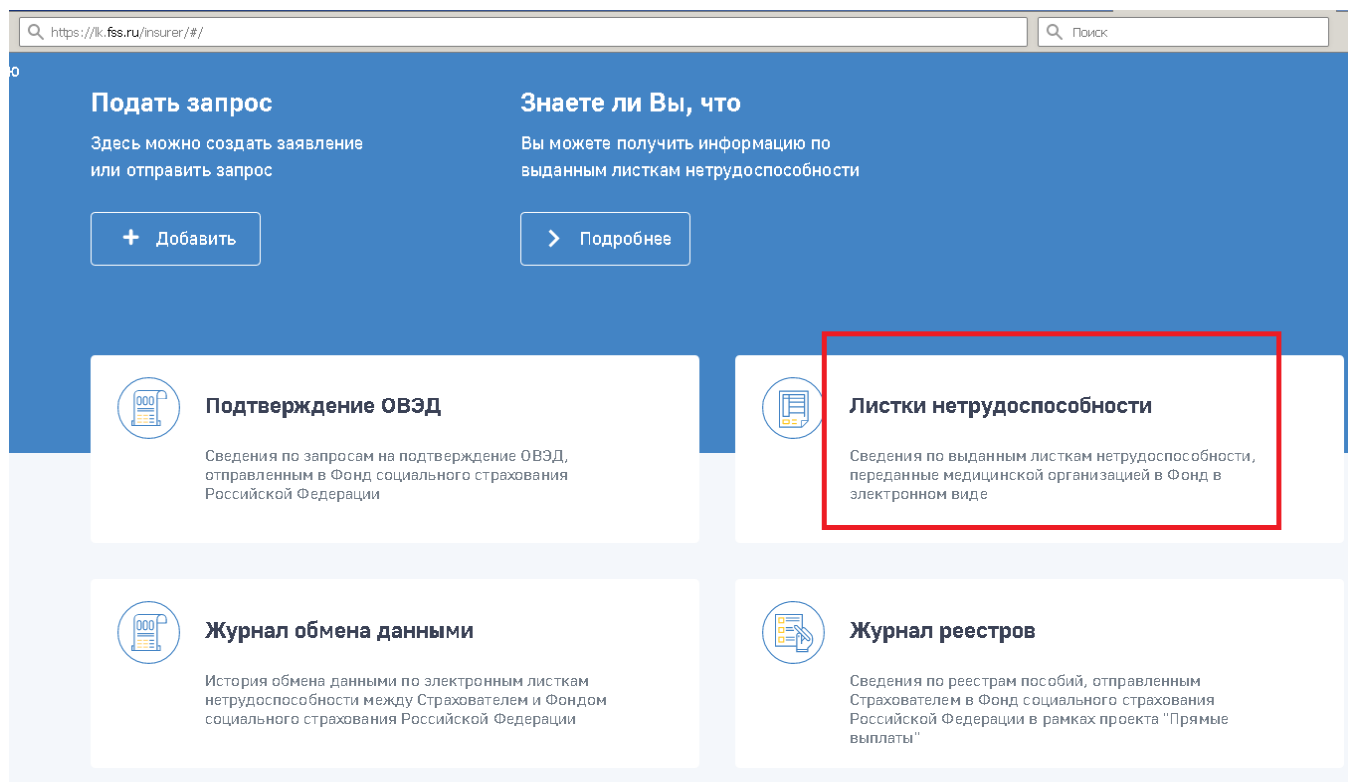 https://lk.fss.ru/insurer/#/
Поиск
ю
Подать запрос
Здесь можно создать заявление
или отправить запрос
Добавить
Знаете ли Вы, что
Вы можете получить информацию по
выданным листкам нетрудоспособности
Подробнее
Подтверждение ОВЭД
Сведения по запросам на подтверждение ОВЭД,
отправленным в Фонд социального страхования
Российской Федерации
Листки нетрудоспособности
Сведения по выданным листкам нетрудоспособности,
переданные медицинской организацией в Фонд в
электронном виде
Журнал обмена данными
История обмена данными по электронным листкам
нетрудоспособности между Страхователем и Фондом
социального страхования Российской Федерации
Журнал реестров
Сведения по реестрам пособий, отправленным
Страхователем в Фонд социального страхования
Российской Федерации в рамках проекта "Прямые
выплаты"